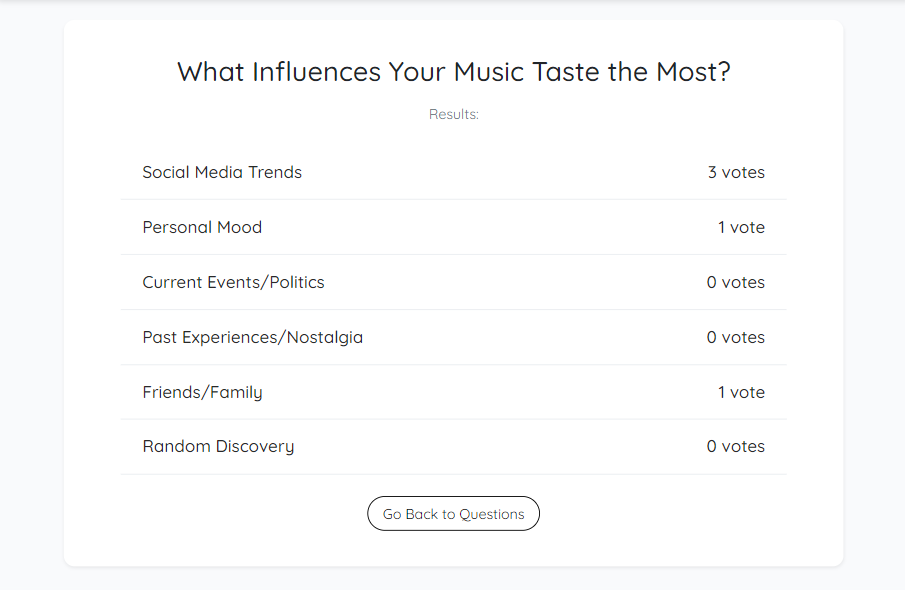 What Influences Your Music Taste the Most?
Results:
Social Media Trends 3 votes
Personal Mood 1 vote
Current Events/Politics 0 votes
Past Experiences/Nostalgia 0 votes
Friends/Family 1 vote
Random Discovery 0 votes
Go Back to Questions